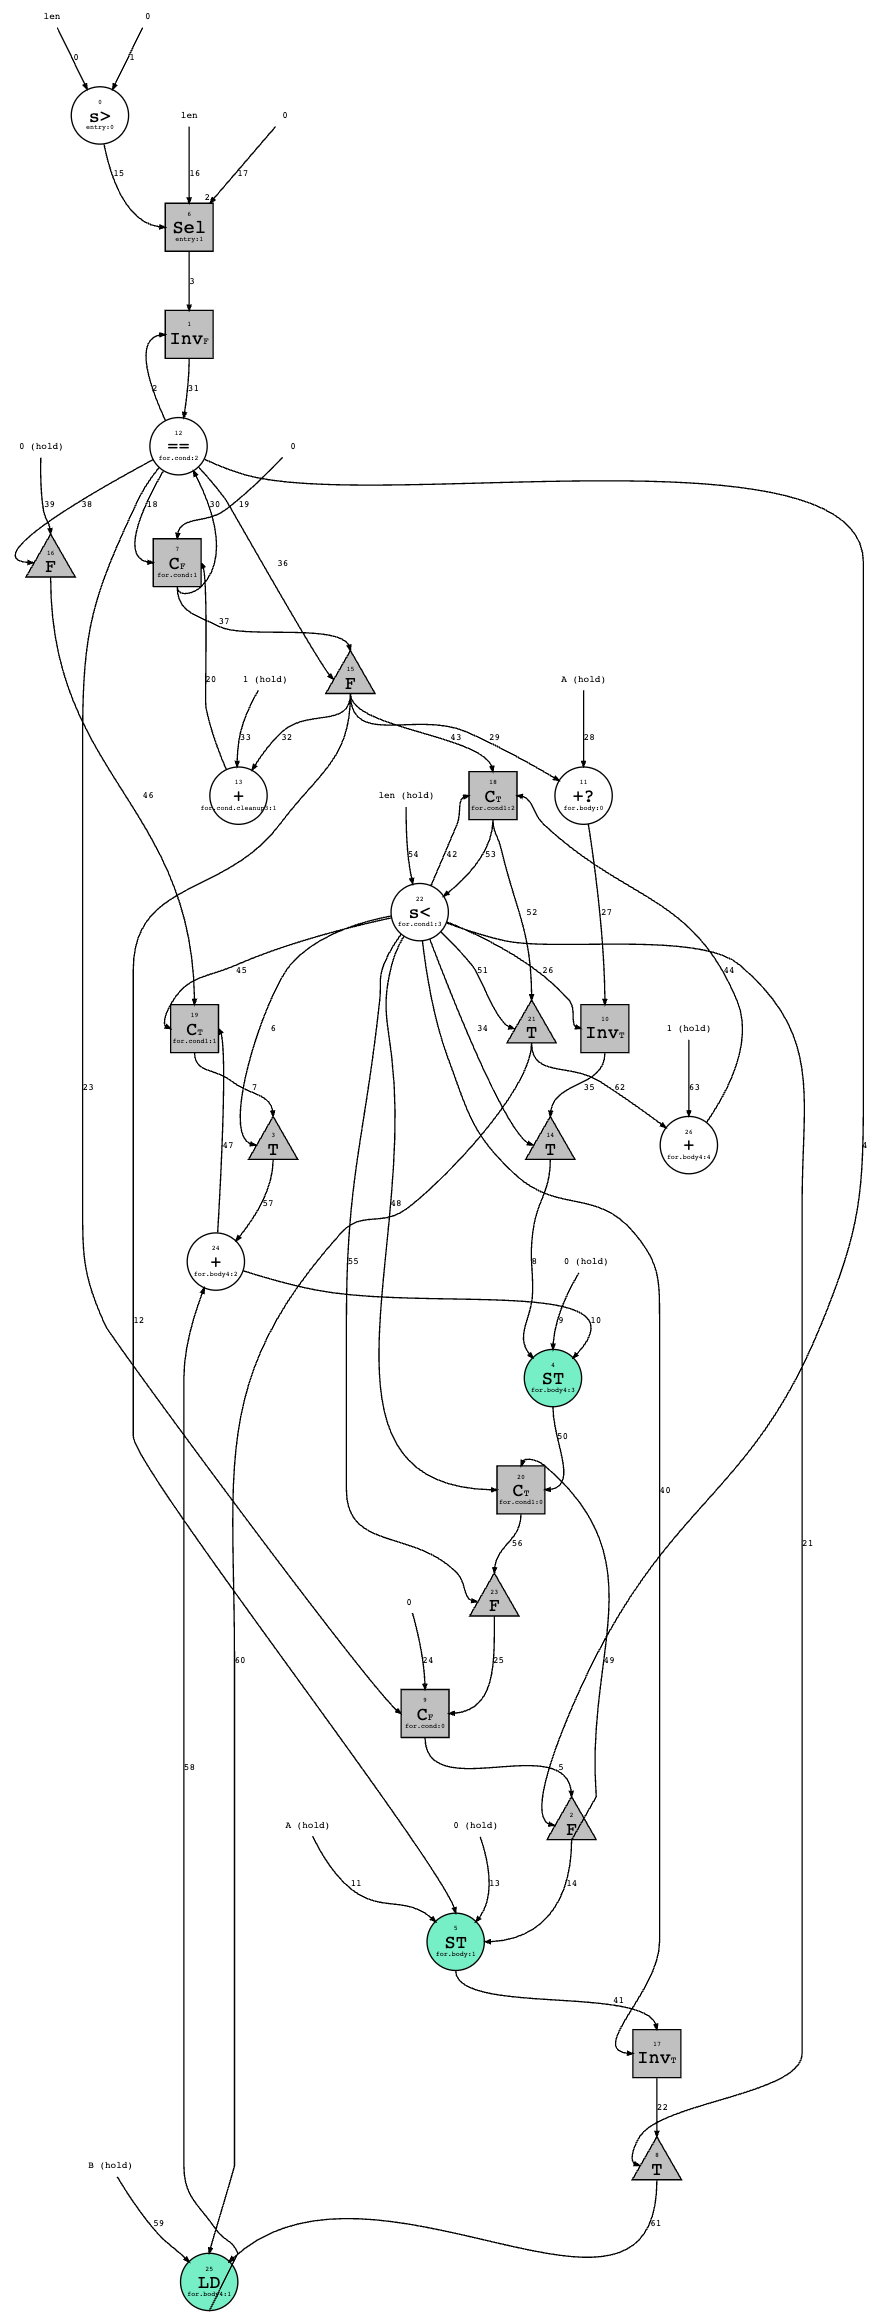 len 0
0 1
0
s>
entry:0
len 0
15 16 17
2
6
Sel
entry:1
3
1
InvF
2 31
12
==
for.cond:2
0 (hold) 0
39 38 18 30 19
16
F
7
CF
for.cond:1
36
37
15
F
20 1 (hold) A (hold)
33 32 43 29 28
13
+
for.cond.cleanup3:1
len (hold)
18
CT
for.cond1:2
11
+?
for.body:0
46
54 42 53
22
s<
for.cond1:3
52 27
45 51 26 44
19
CT
for.cond1:1
6 34
21
T
10
InvT
1 (hold)
23 7 35 62 63
3
T
14
T
26
+
for.body4:4
47 4
57 48
24
+
for.body4:2
55 8 0 (hold)
12 9 10
4
ST
for.body4:3
50
20
CT
for.cond1:0
40
56 21
23
F
0
60 24 25 49
9
CF
for.cond:0
58 5
2
F
A (hold) 0 (hold)
11 13 14
5
ST
for.body:1
41
17
InvT
22
8
T
B (hold)
59 61
25
LD
for.body4:1